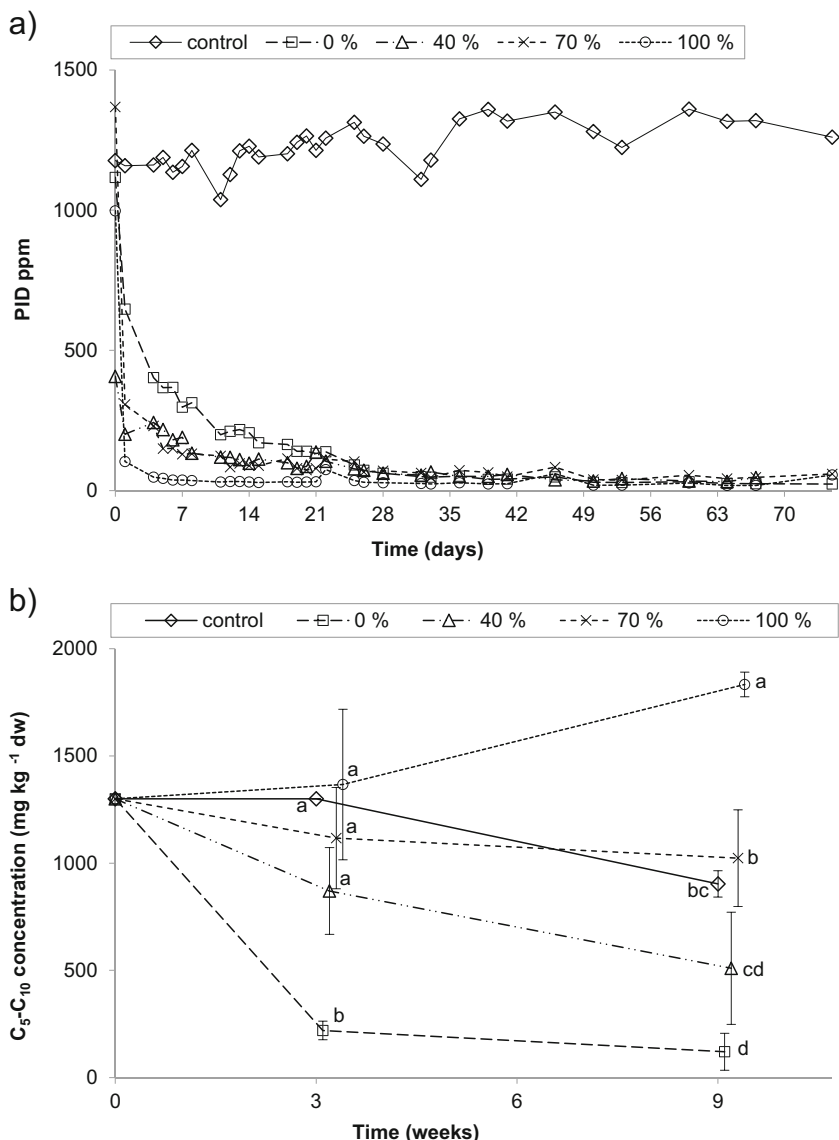 a)
control 0 % 40 % 70 % 100 %
1500
1000
500
0
PID ppm
0 7 14 21 28 35 42 49 56 63 70
Time (days)
b)
control 0 % 40 % 70 % 100 %
2000
1500
1000
500
0
C₅-C₁₀ concentration (mg kg ⁻¹ dw)
a
a
a
a
a
b
bc
cd
b
d
0 3 6 9
Time (weeks)